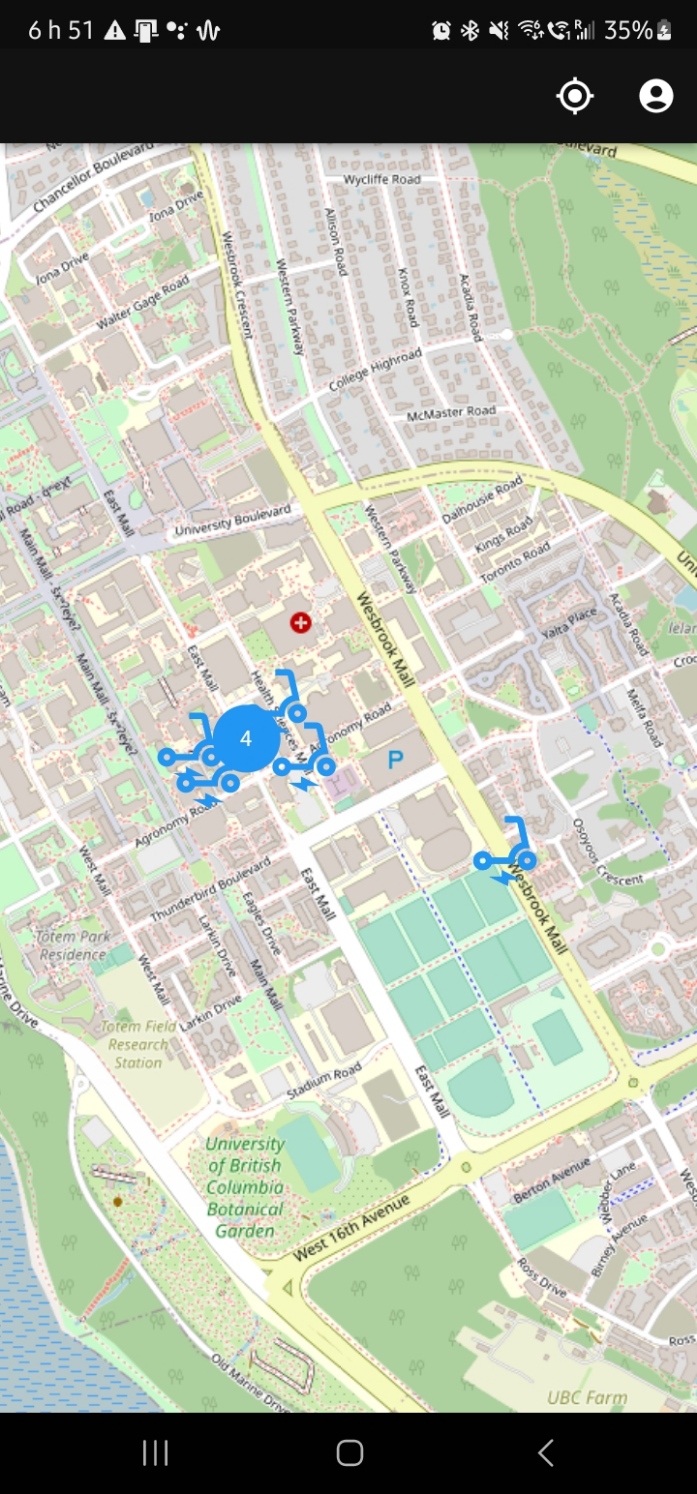 6 h 51
35%
Chancellor Boulevard
Wycliffe Road
Iona Drive
Allison Road
Wesbrook Crescent
Western Parkway
Knox Road
Acadia Road
Iona Drive
Walter Gage Road
College Highroad
McMaster Road
Dalhousie Road
East Mall
University Boulevard
Western Parkway
Kings Road
Toronto Road
Main Mall
Wesbrook Mall
Yalta Place
Acadia Road
East Mall
Main Mall
Health Sciences Mall
Melfa Road
4
Agronomy Road
P
Agronomy Road
Osoyoos Crescent
West Mall
Thunderbird Boulevard
East Mall
Wesbrook Mall
Eagles Drive
Larkin Drive
Totem Park
Residence
West Mall
Main Mall
Marine Drive
Larkin Drive
Totem Field
Research
Station
Stadium Road
East Mall
University
of British
Columbia
Botanical
Garden
Berton Avenue
Webber Lane
West 16th Avenue
Birney Avenue
Ross Drive
Ross
Old Marine Drive
UBC Farm